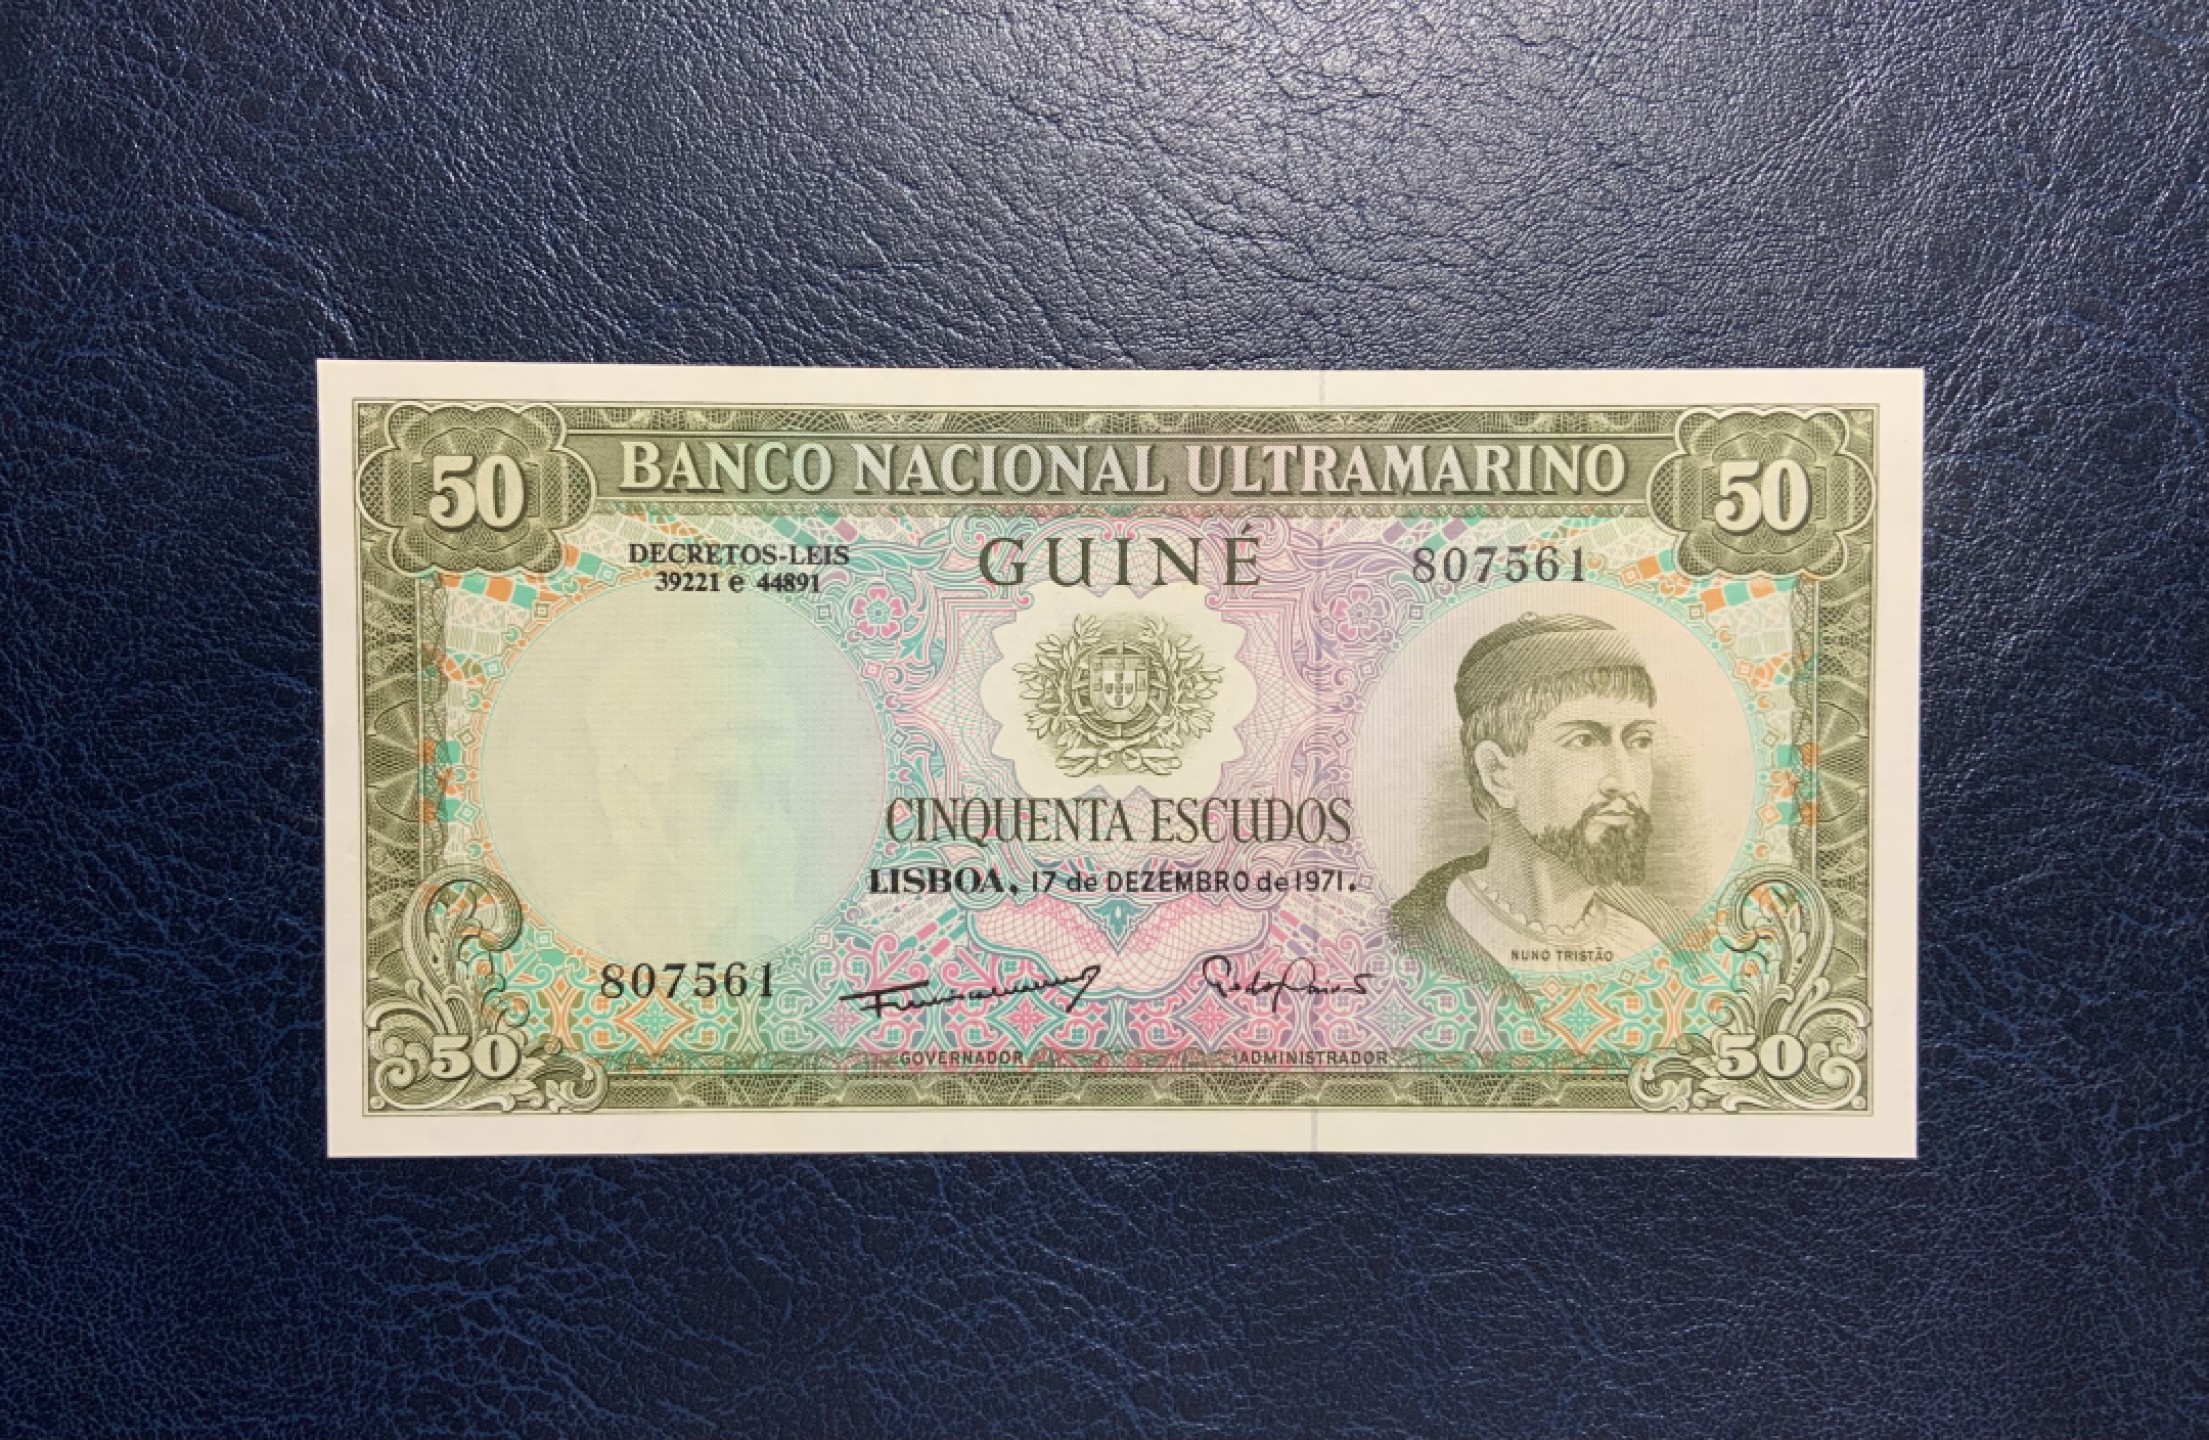 50
BANCO NACIONAL ULTRAMARINO
50
DECRETOS-LEIS
39221 e 44891
GUINÉ
807561
CINQUENTA ESCUDOS
LISBOA, 17 de DEZEMBRO de 1971.
NUNO TRISTÃO
807561
50
GOVERNADOR
ADMINISTRADOR
50